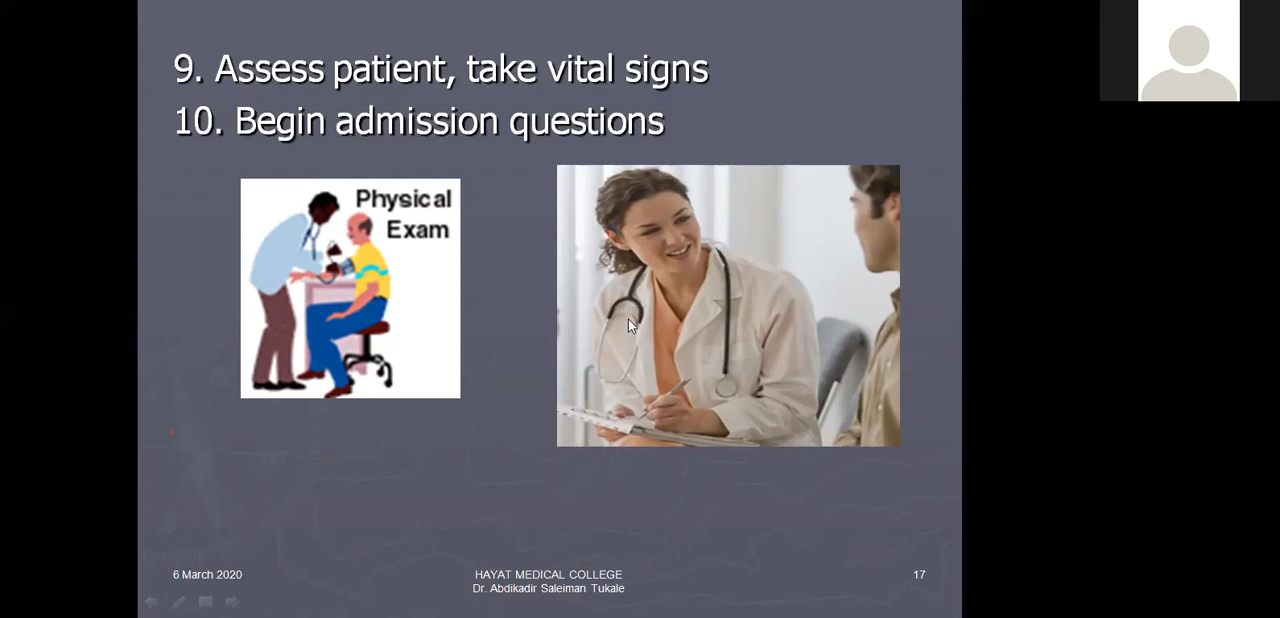 9. Assess patient, take vital signs
10. Begin admission questions
Physical
Exam
6 March 2020
HAYAT MEDICAL COLLEGE
Dr. Abdikadir Saleiman Tukale
17